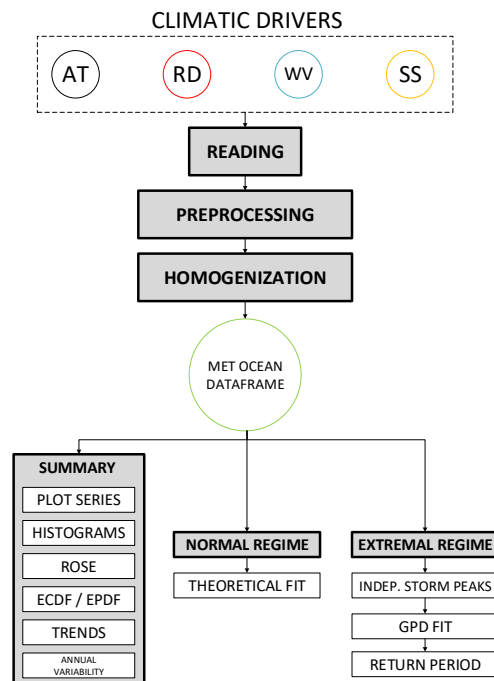 CLIMATIC DRIVERS
AT RD WV SS
READING
PREPROCESSING
HOMOGENIZATION
MET OCEAN
DATAFRAME
SUMMARY
PLOT SERIES
HISTOGRAMS
ROSE
ECDF / EPDF
TRENDS
ANNUAL
VARIABILITY
NORMAL REGIME
THEORETICAL FIT
EXTREMAL REGIME
INDEP. STORM PEAKS
GPD FIT
RETURN PERIOD